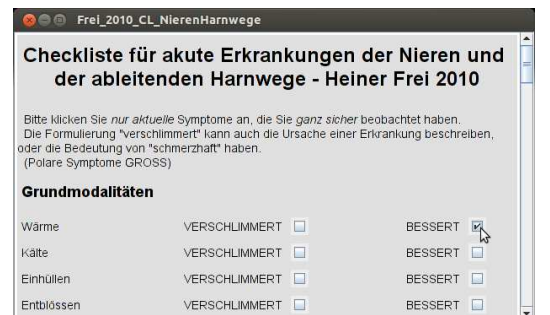 Frei_2010_CL_NierenHarnwege
Checkliste für akute Erkrankungen der Nieren und
der ableitenden Harnwege - Heiner Frei 2010
Bitte klicken Sie nur aktuelle Symptome an, die Sie ganz sicher beobachtet haben.
Die Formulierung "verschlimmert" kann auch die Ursache einer Erkrankung beschreiben,
oder die Bedeutung von "schmerzhaft" haben.
(Polare Symptome GROSS)
Grundmodalitäten
Wärme VERSCHLIMMERT BESSERT
Kälte VERSCHLIMMERT BESSERT
Einhüllen VERSCHLIMMERT BESSERT
Entblössen VERSCHLIMMERT BESSERT